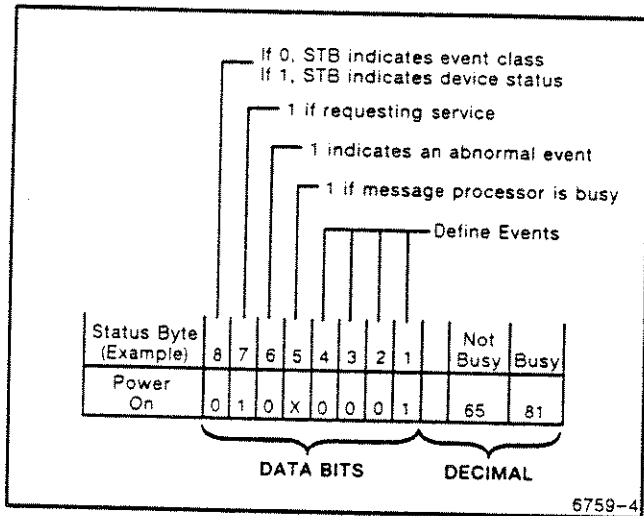 If 0, STB indicates event class
If 1, STB indicates device status
1 if requesting service
1 indicates an abnormal event
1 if message processor is busy
Define Events
Status Byte (Example) 8 7 6 5 4 3 2 1 Not Busy Busy
Power On 0 1 0 X 0 0 0 1 65 81
DATA BITS DECIMAL
6759-4